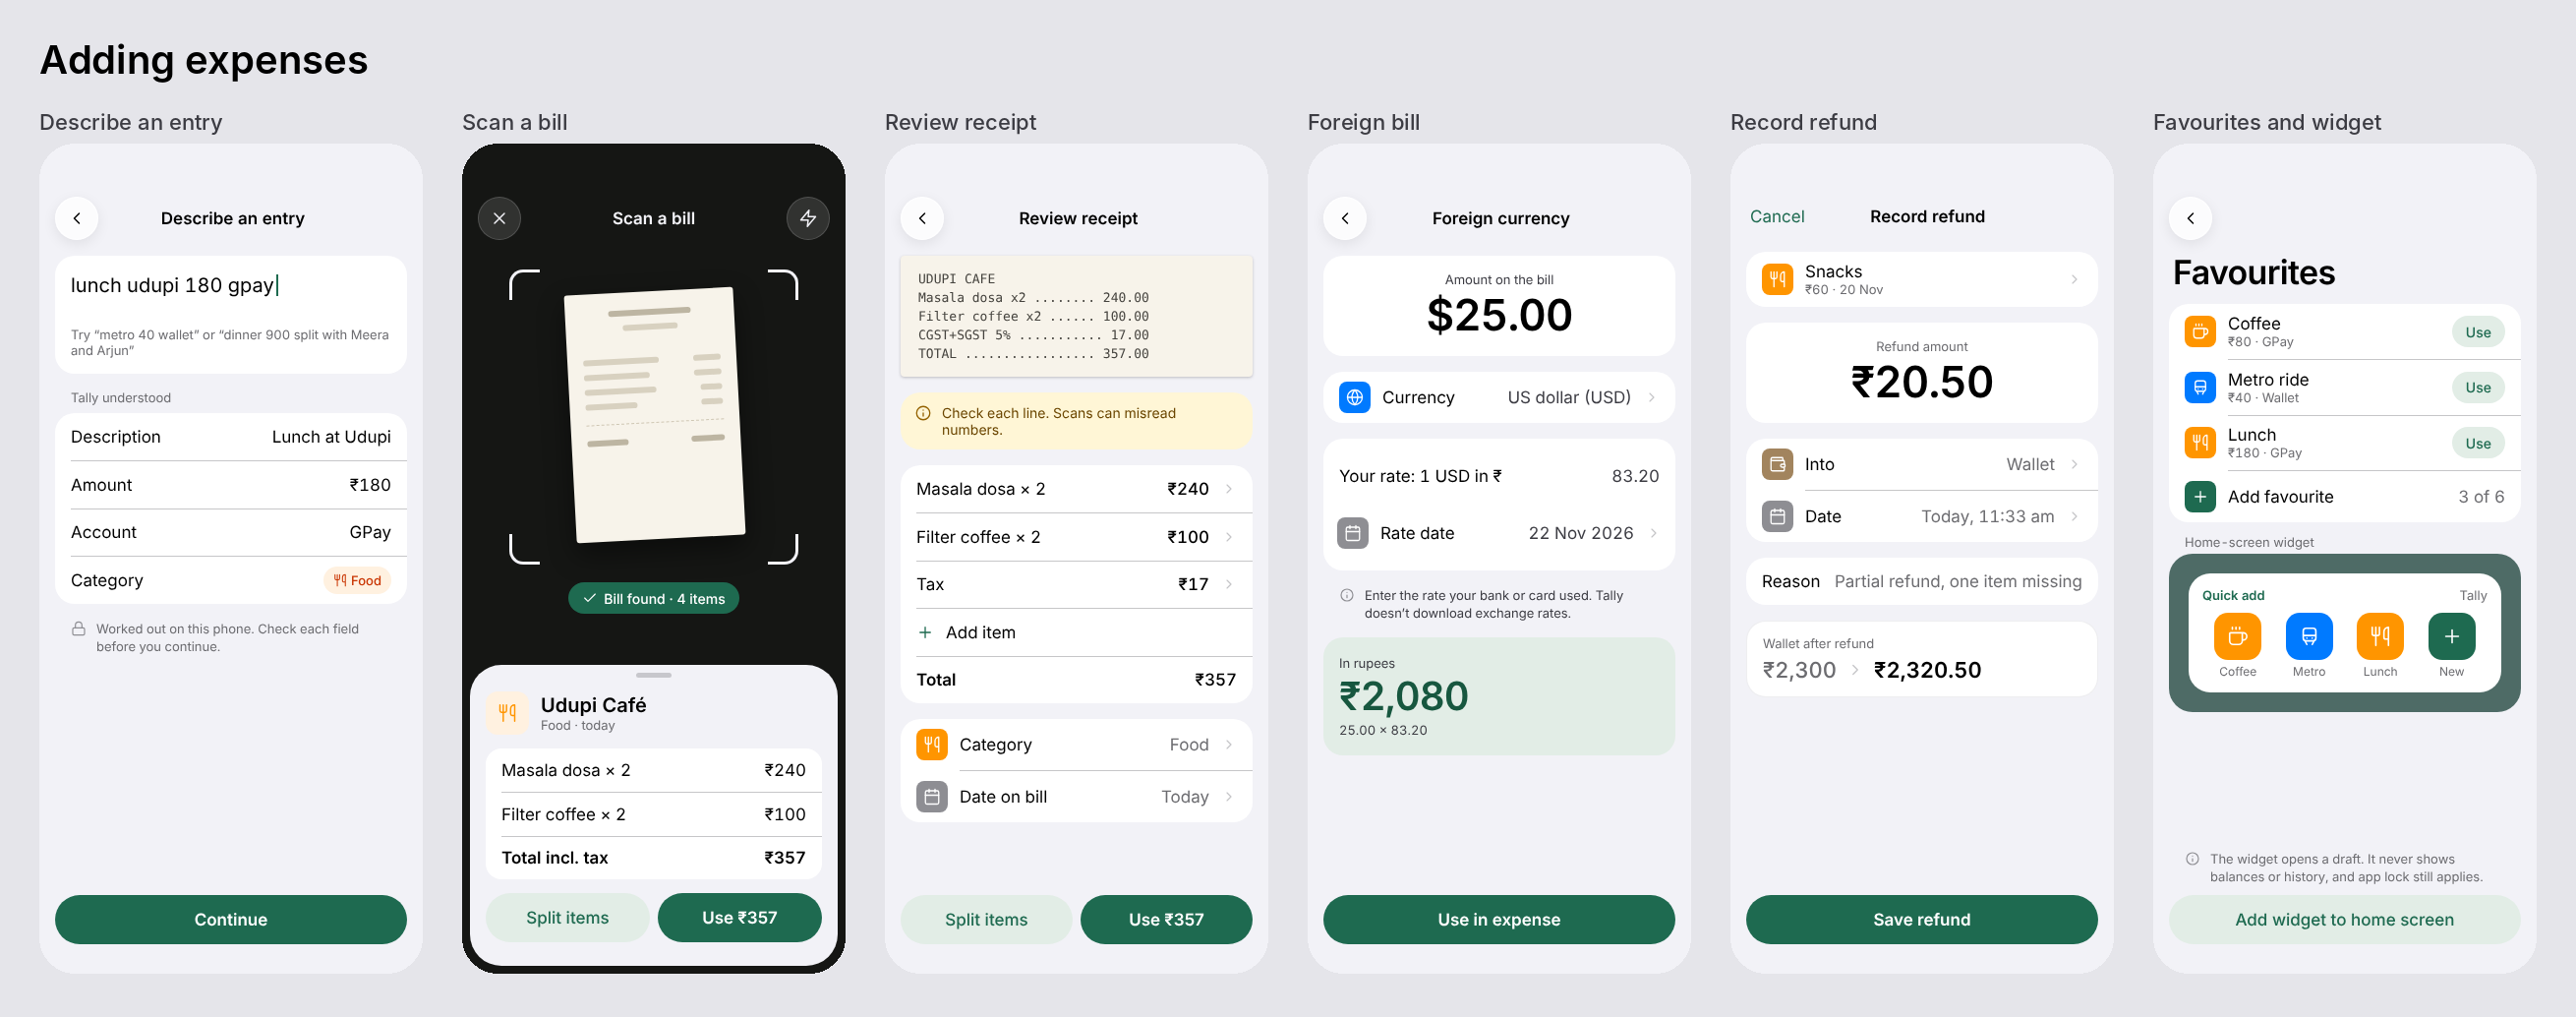 Adding expenses
Describe an entry
Describe an entry
lunch udupi 180 gpay
Try “metro 40 wallet” or “dinner 900 split with Meera
and Arjun”
Tally understood
Description Lunch at Udupi
Amount ₹180
Account GPay
Category Food
Worked out on this phone. Check each field
before you continue.
Continue
Scan a bill
Scan a bill
Bill found · 4 items
Udupi Café
Food · today
Masala dosa × 2 ₹240
Filter coffee × 2 ₹100
Total incl. tax ₹357
Split items Use ₹357
Review receipt
Review receipt
UDUPI CAFE
Masala dosa x2 ........ 240.00
Filter coffee x2 ...... 100.00
CGST+SGST 5% ........... 17.00
TOTAL ................. 357.00
Check each line. Scans can misread
numbers.
Masala dosa × 2 ₹240
Filter coffee × 2 ₹100
Tax ₹17
Add item
Total ₹357
Category Food
Date on bill Today
Split items Use ₹357
Foreign bill
Foreign currency
Amount on the bill
$25.00
Currency US dollar (USD)
Your rate: 1 USD in ₹ 83.20
Rate date 22 Nov 2026
Enter the rate your bank or card used. Tally
doesn’t download exchange rates.
In rupees
₹2,080
25.00 × 83.20
Use in expense
Record refund
Cancel Record refund
Snacks
₹60 · 20 Nov
Refund amount
₹20.50
Into Wallet
Date Today, 11:33 am
Reason Partial refund, one item missing
Wallet after refund
₹2,300 ₹2,320.50
Save refund
Favourites and widget
Favourites
Coffee
₹80 · GPay
Use
Metro ride
₹40 · Wallet
Use
Lunch
₹180 · GPay
Use
Add favourite 3 of 6
Home-screen widget
Quick add Tally
Coffee Metro Lunch New
The widget opens a draft. It never shows
balances or history, and app lock still applies.
Add widget to home screen